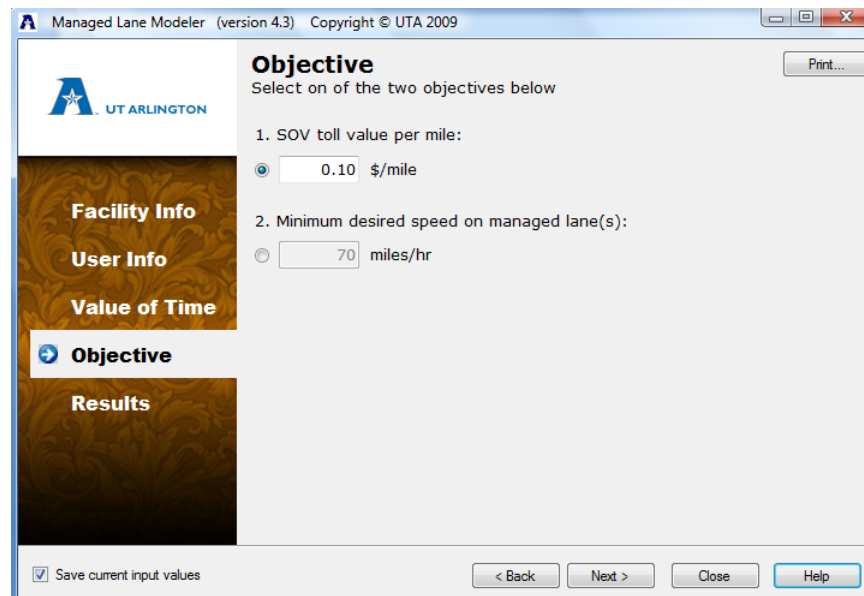 Managed Lane Modeler (version 4.3) Copyright © UTA 2009
UT ARLINGTON
Objective
Print...
Select on of the two objectives below
1. SOV toll value per mile:
0.10 $/mile
2. Minimum desired speed on managed lane(s):
70 miles/hr
Facility Info
User Info
Value of Time
Objective
Results
Save current input values
< Back
Next >
Close
Help